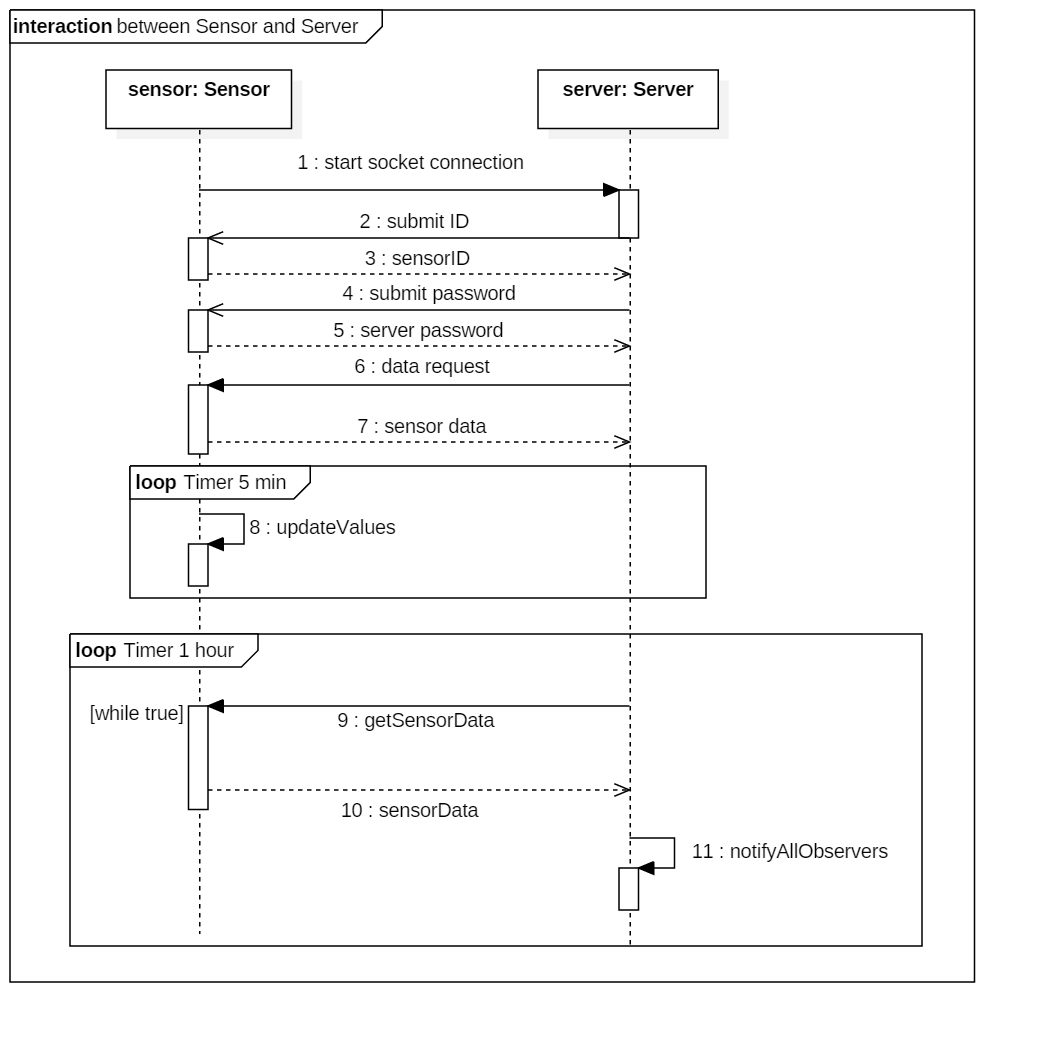 interaction between Sensor and Server
sensor: Sensor
server: Server
1 : start socket connection
2 : submit ID
3 : sensorID
4 : submit password
5 : server password
6 : data request
7 : sensor data
loop Timer 5 min
8 : updateValues
loop Timer 1 hour
[while true]
9 : getSensorData
10 : sensorData
11 : notifyAllObservers